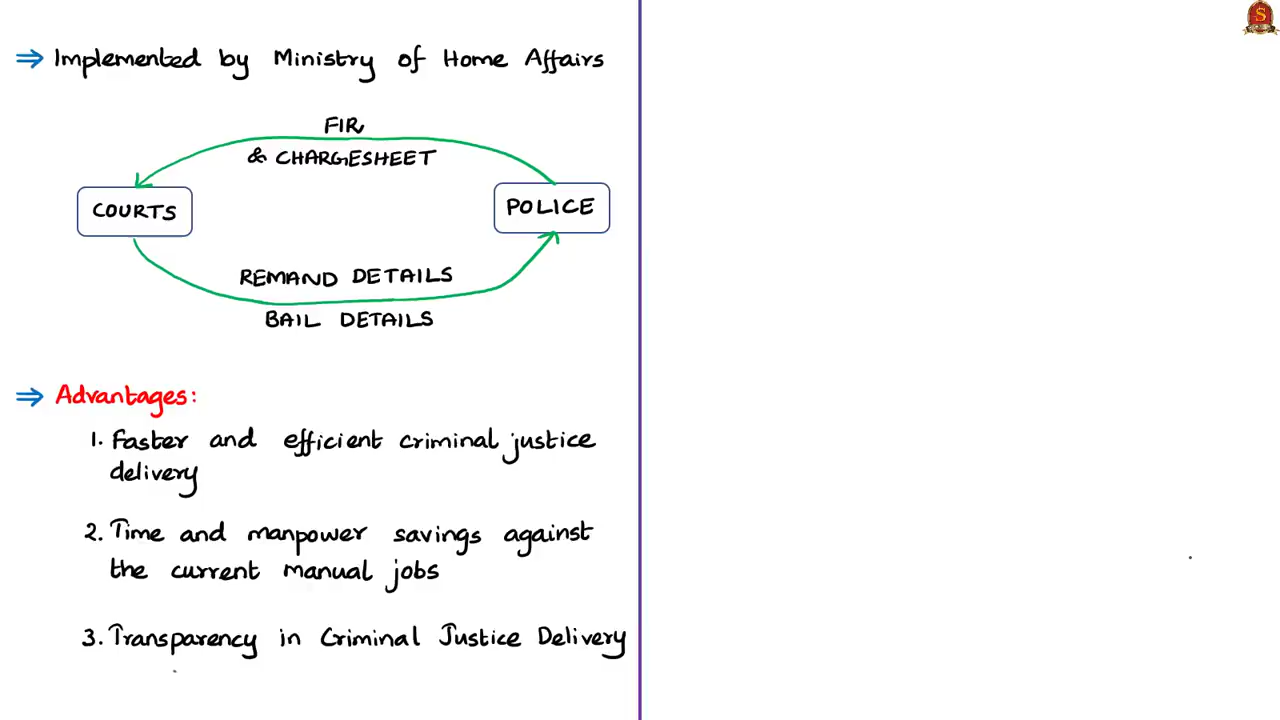 ⇒ Implemented by Ministry of Home Affairs
FIR
& CHARGESHEET
COURTS
POLICE
REMAND DETAILS
BAIL DETAILS
⇒ Advantages:
1. Faster and efficient criminal justice
delivery
2. Time and manpower savings against
the current manual jobs
3. Transparency in Criminal Justice Delivery
S